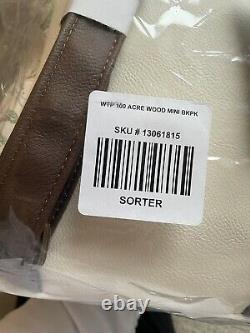 WTP 100 ACRE WOOD MINI BKPK
SKU # 13061815
SORTER